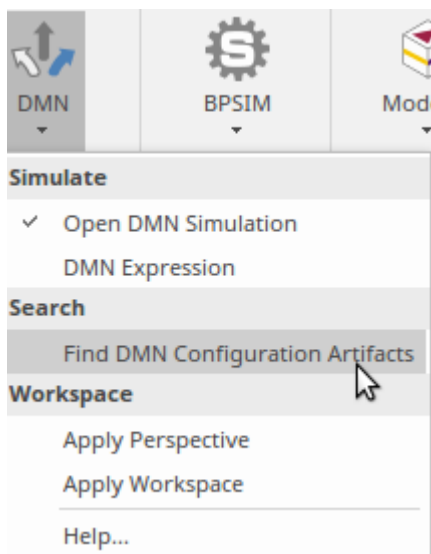 DMN
BPSIM
Mod
Simulate
Open DMN Simulation
DMN Expression
Search
Find DMN Configuration Artifacts
Workspace
Apply Perspective
Apply Workspace
Help...